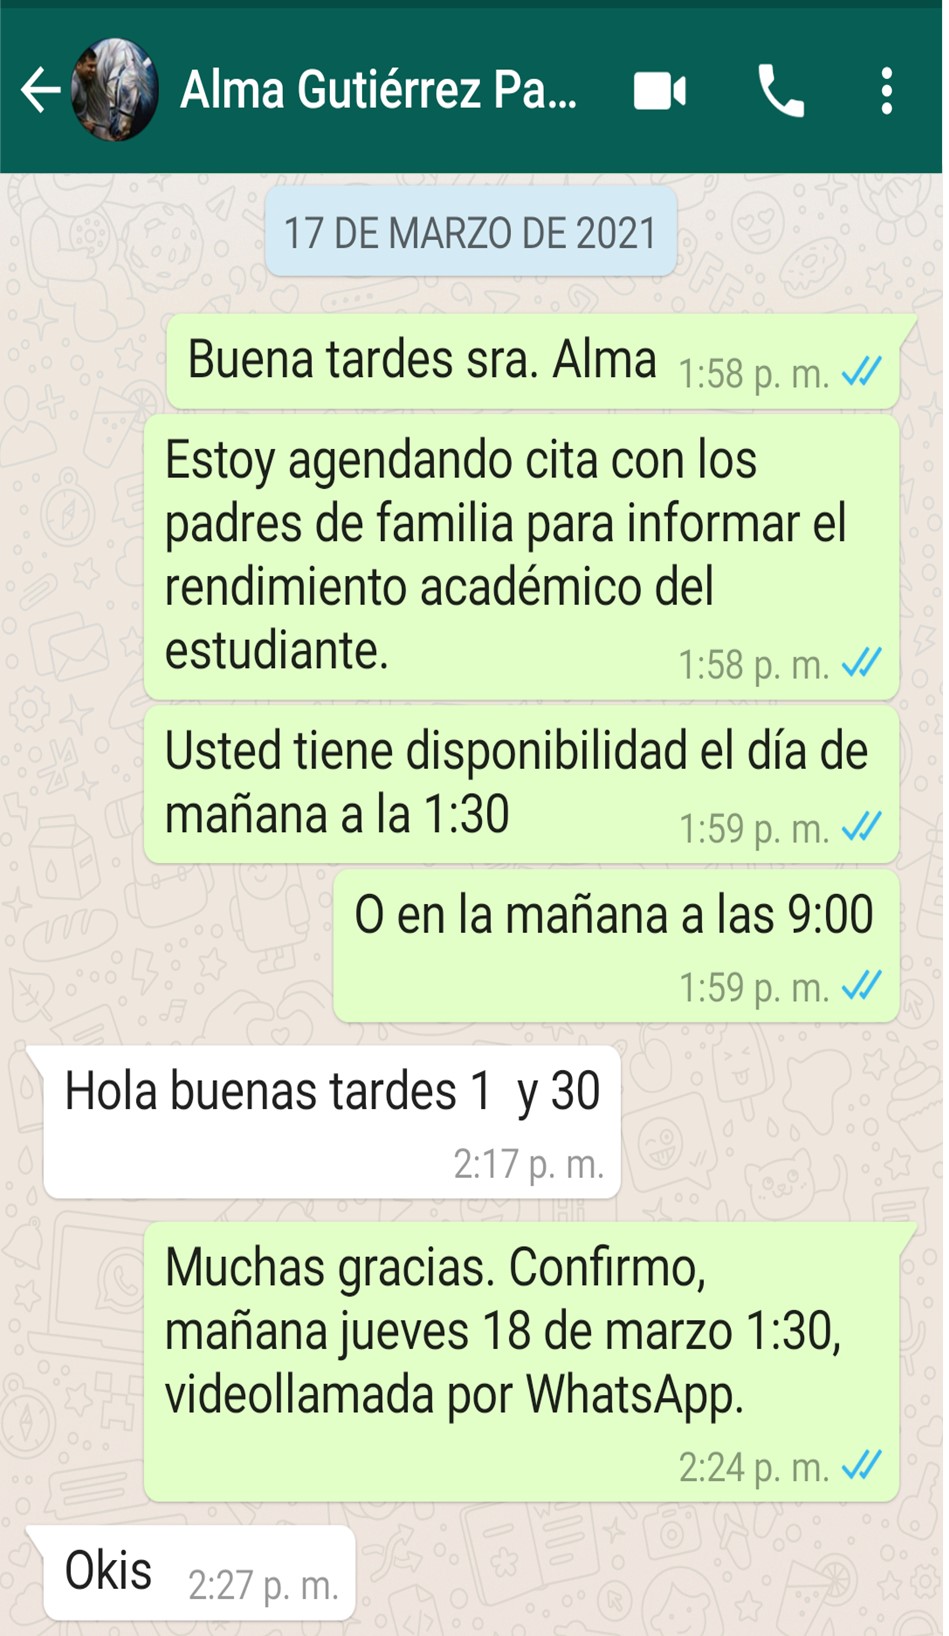 Alma Gutiérrez Pa...
17 DE MARZO DE 2021
Buena tardes sra. Alma 1:58 p. m.
Estoy agendando cita con los
padres de familia para informar el
rendimiento académico del
estudiante. 1:58 p. m.
Usted tiene disponibilidad el día de
mañana a la 1:30 1:59 p. m.
O en la mañana a las 9:00
1:59 p. m.
Hola buenas tardes 1  y 30
2:17 p. m.
Muchas gracias. Confirmo,
mañana jueves 18 de marzo 1:30,
videollamada por WhatsApp.
2:24 p. m.
Okis 2:27 p. m.